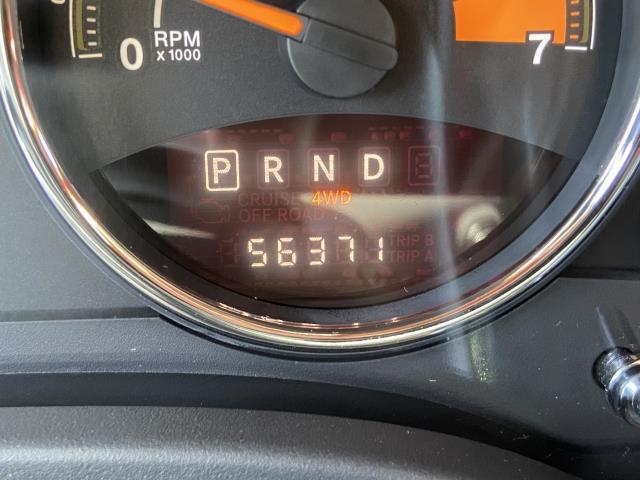 0 RPM 7
x 1000
P R N D
CRUISE 4WD
OFF ROAD
56371 TRIP B
TRIP A